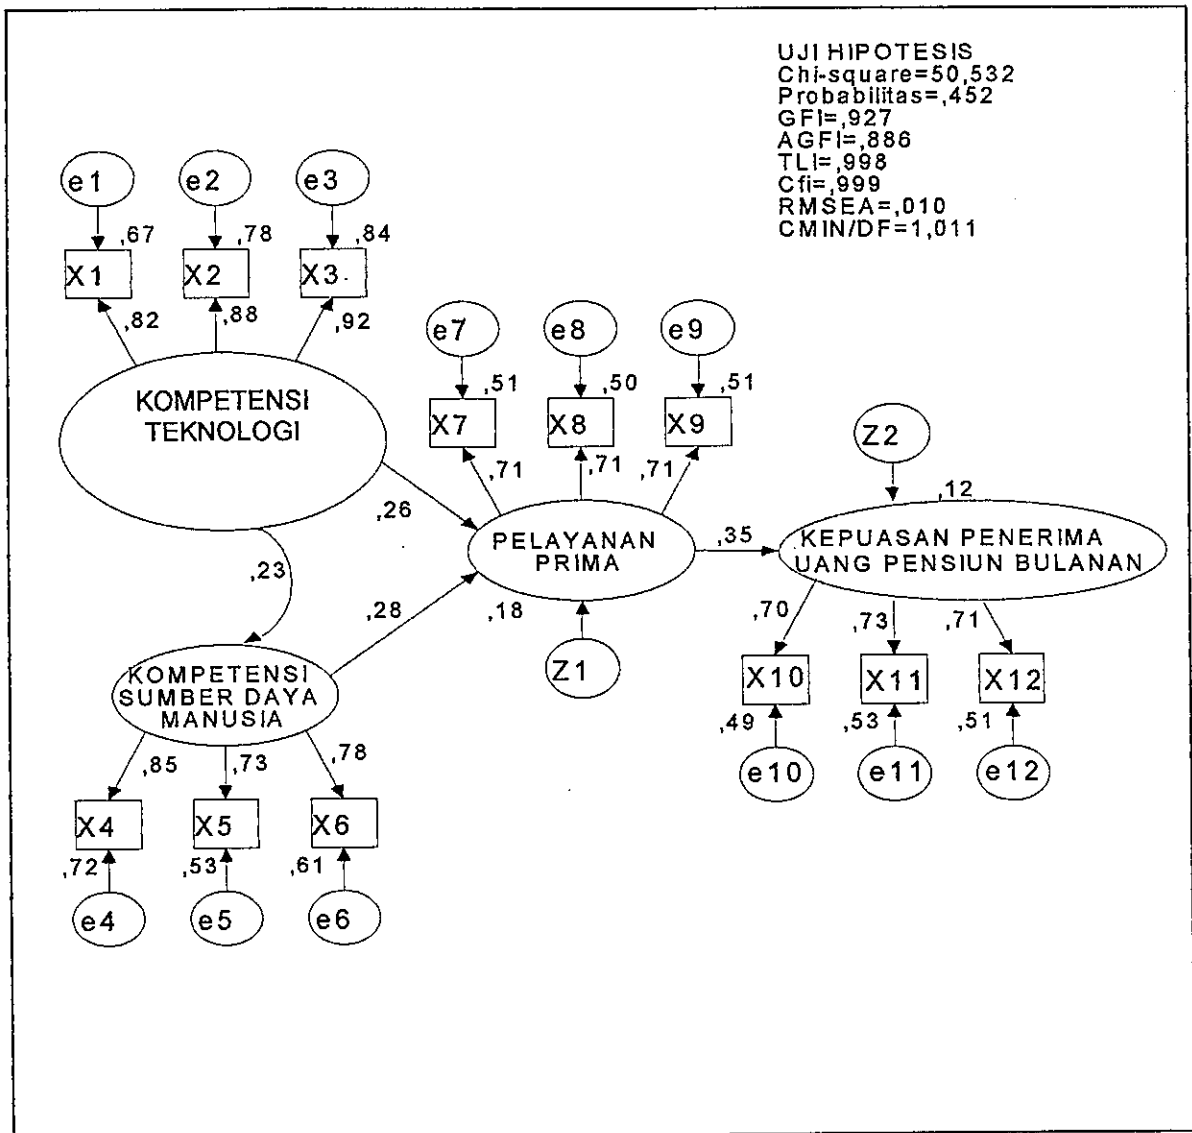 UJI HIPOTESIS
Chi-square=50,532
Probabilitas=,452
GFI=,927
AGFI=,886
TLI=,998
Cfi=,999
RMSEA=,010
CMIN/DF=1,011
e1 e2 e3
,67 ,78 ,84
X1 X2 X3
,82 ,88 ,92
e7 e8 e9
,51 ,50 ,51
X7 X8 X9
,71 ,71 ,71
KOMPETENSI
TEKNOLOGI
Z2
,12
,26
PELAYANAN
PRIMA
,35
KEPUASAN PENERIMA
UANG PENSIUN BULANAN
,23
,28
,18
Z1
,70 ,73 ,71
X10 X11 X12
,49 ,53 ,51
e10 e11 e12
KOMPETENSI
SUMBER DAYA
MANUSIA
,85 ,73 ,78
X4 X5 X6
,72 ,53 ,61
e4 e5 e6